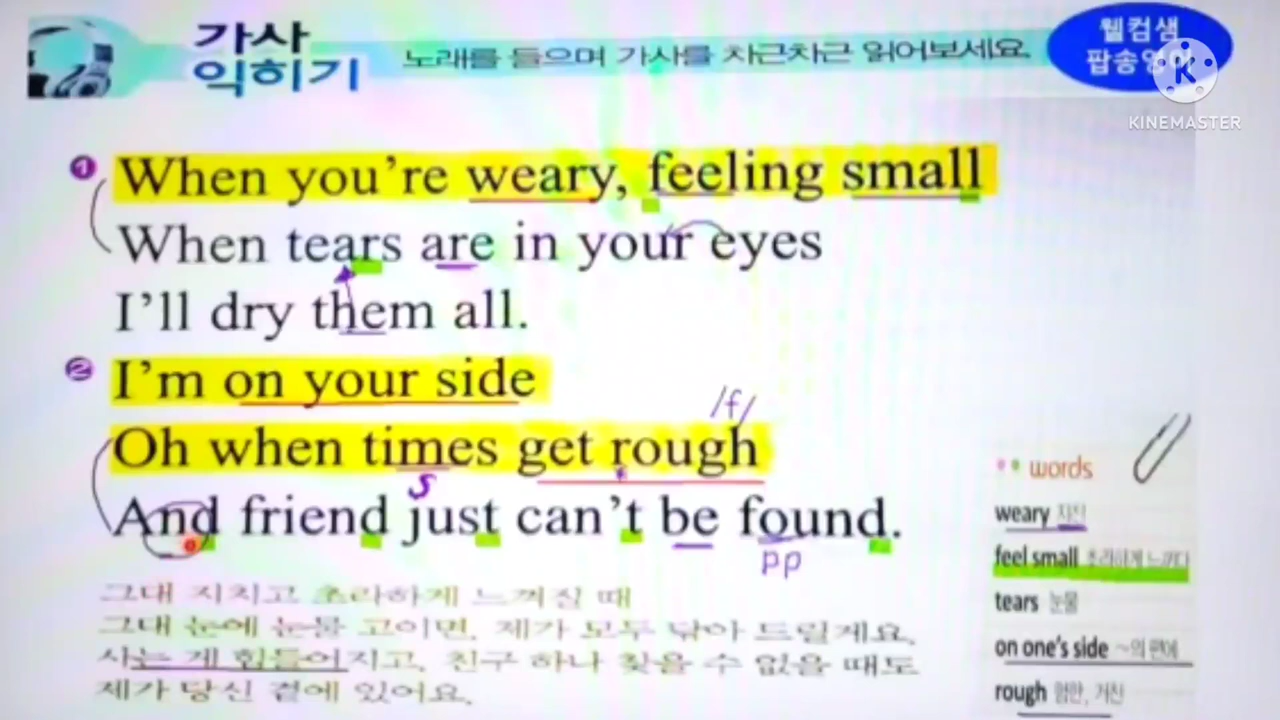 가사
익히기
노래를 들으며 가사를 차근차근 읽어보세요.
웰컴샘
팝송영어
KINEMASTER
1 When you're weary, feeling small
When tears are in your eyes
I'll dry them all.
2 I'm on your side
/f/
Oh when times get rough
s
And friend just can't be found.
pp
그대 지치고 초라하게 느껴질 때
그대 눈에 눈물 고이면, 제가 모두 닦아 드릴게요.
사는 게 힘들어지고, 친구 하나 찾을 수 없을 때도
제가 당신 곁에 있어요.
words
weary
feel small 초라하게 느끼다
tears 눈물
on one's side ~의 편에
rough 험한, 거친